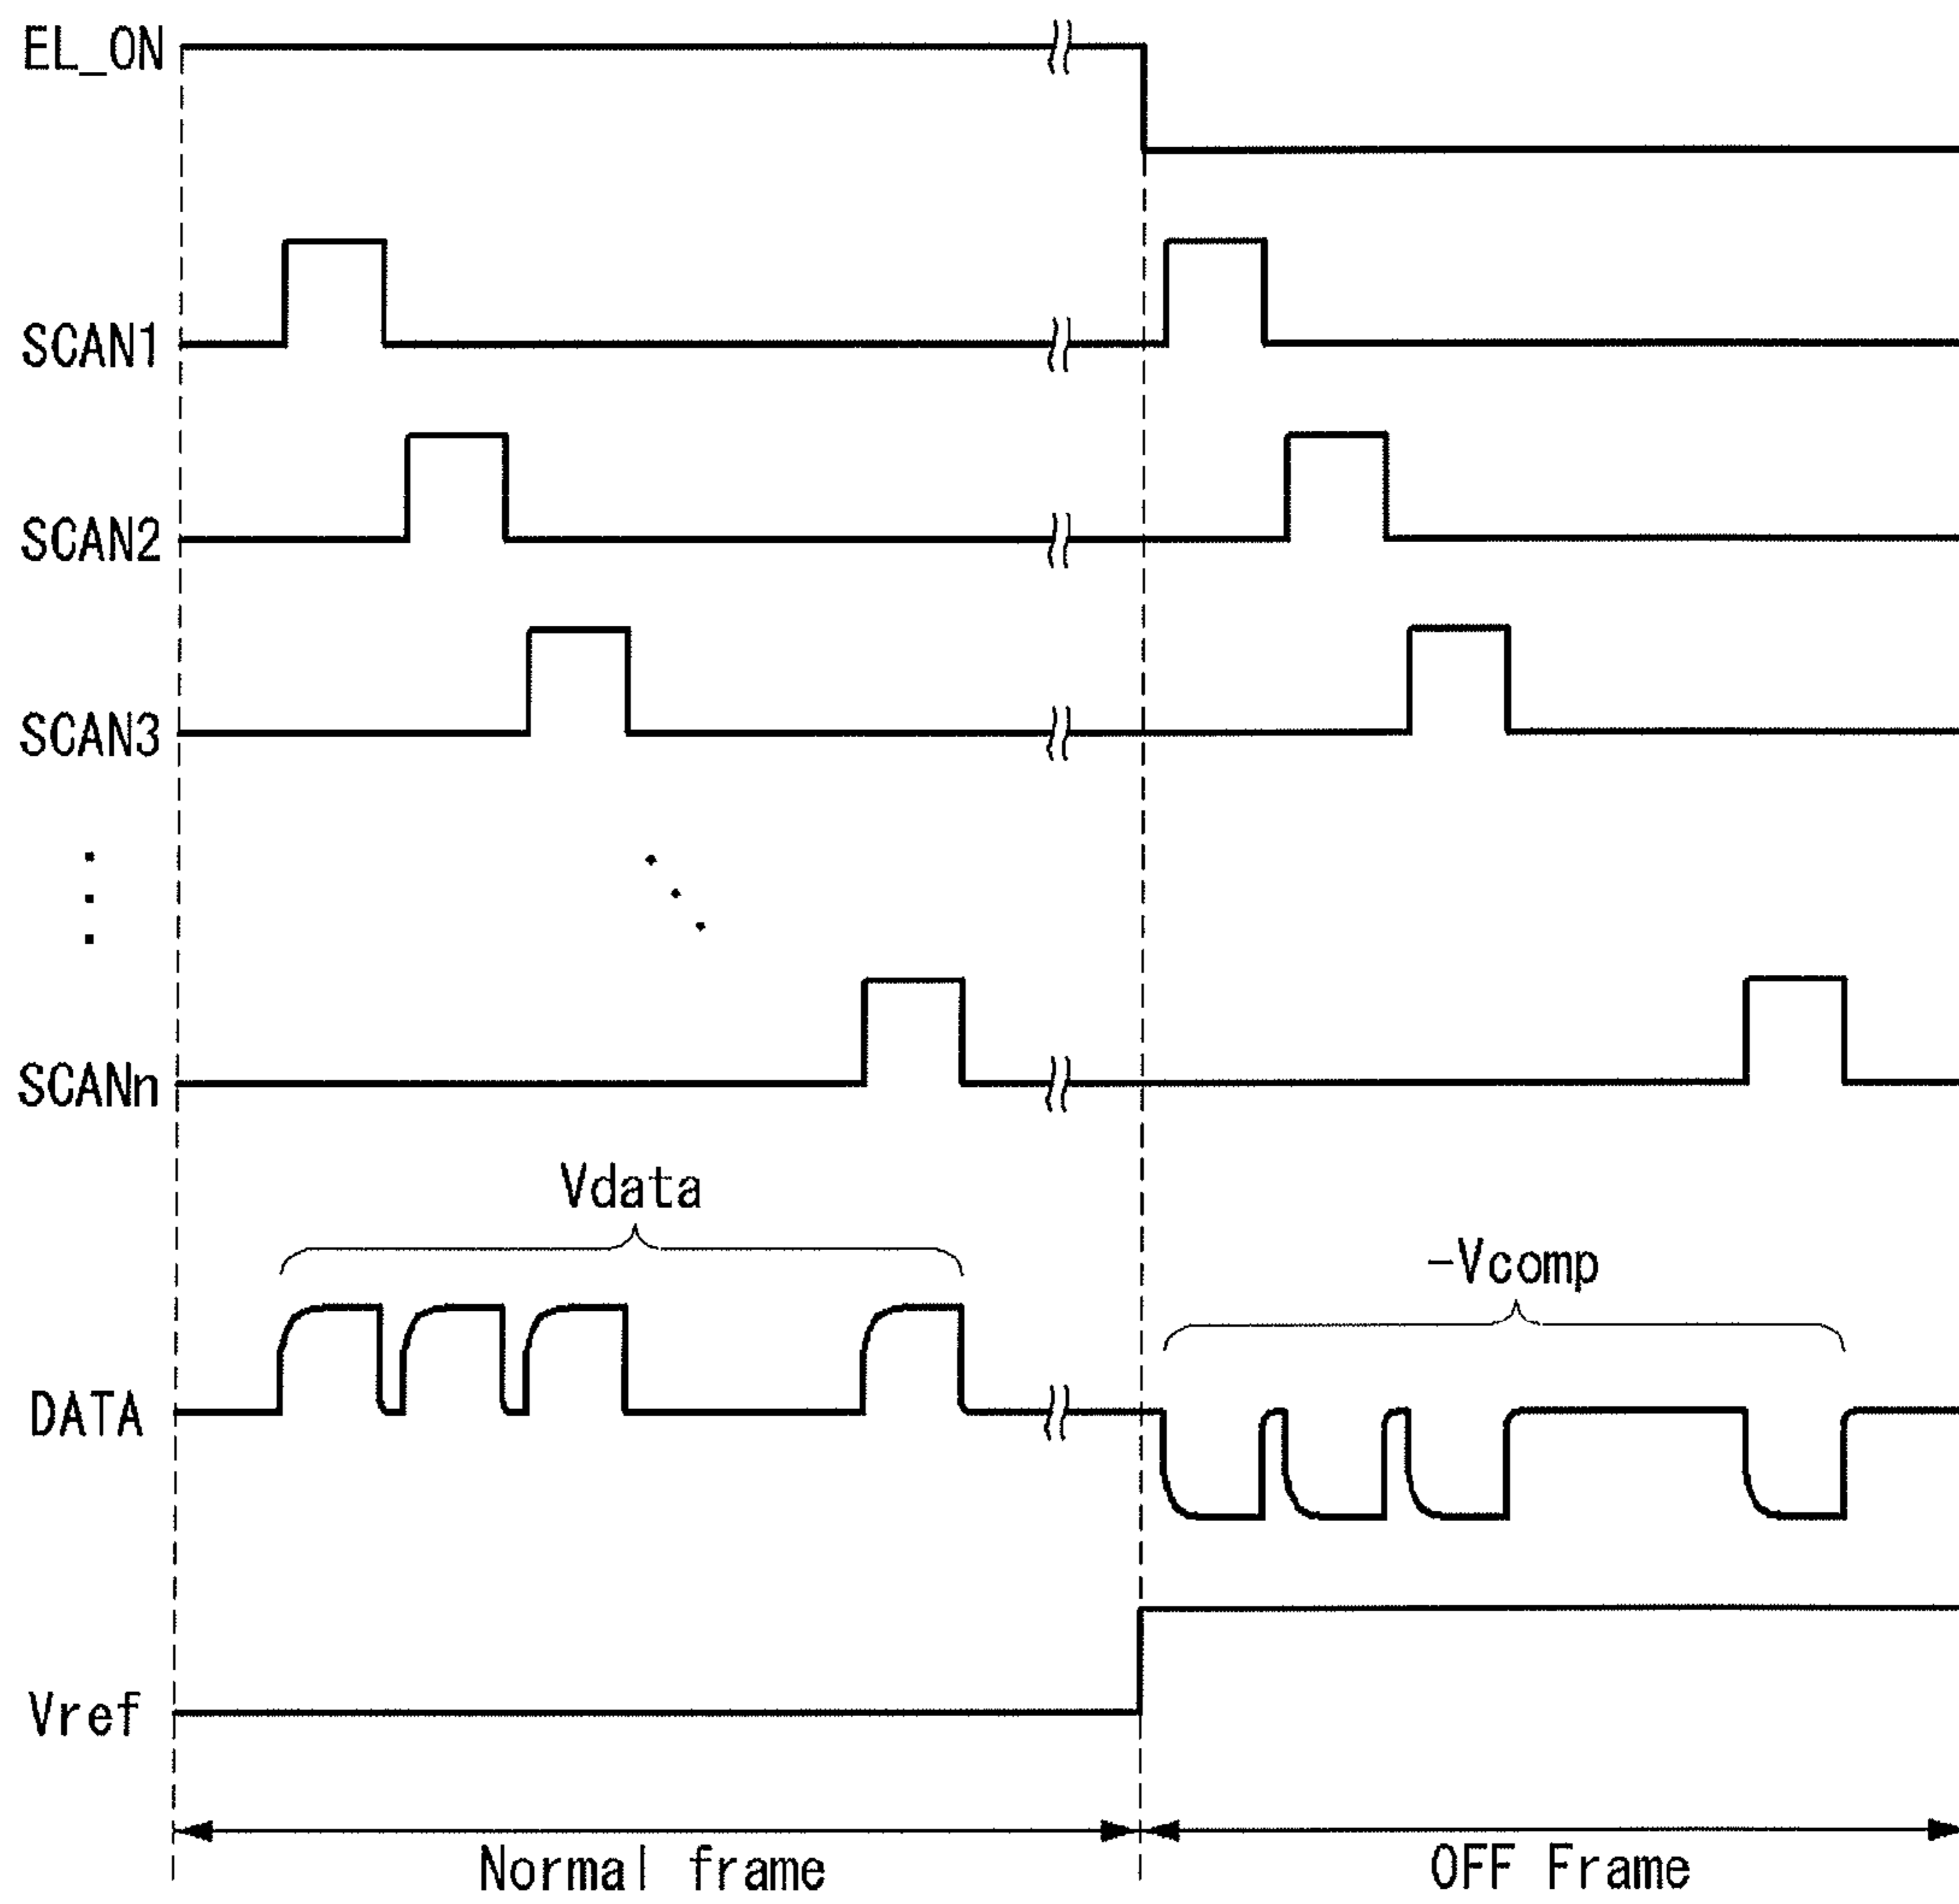 EL_ON
SCAN1
SCAN2
SCAN3
SCANn
Vdata
-Vcomp
DATA
Vref
Normal frame
OFF Frame